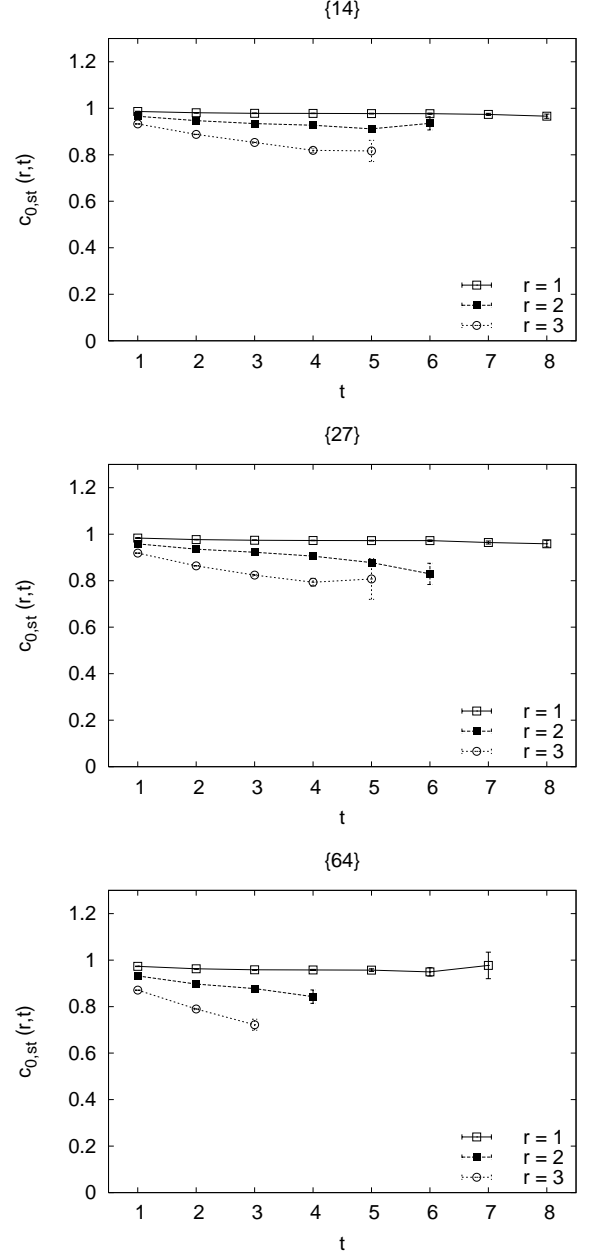 {14}
1.2
1
0.8
0.6
0.4
0.2
0
c0,st (r,t)
r = 1
r = 2
r = 3
1 2 3 4 5 6 7 8
t
{27}
1.2
1
0.8
0.6
0.4
0.2
0
c0,st (r,t)
r = 1
r = 2
r = 3
1 2 3 4 5 6 7 8
t
{64}
1.2
1
0.8
0.6
0.4
0.2
0
c0,st (r,t)
r = 1
r = 2
r = 3
1 2 3 4 5 6 7 8
t